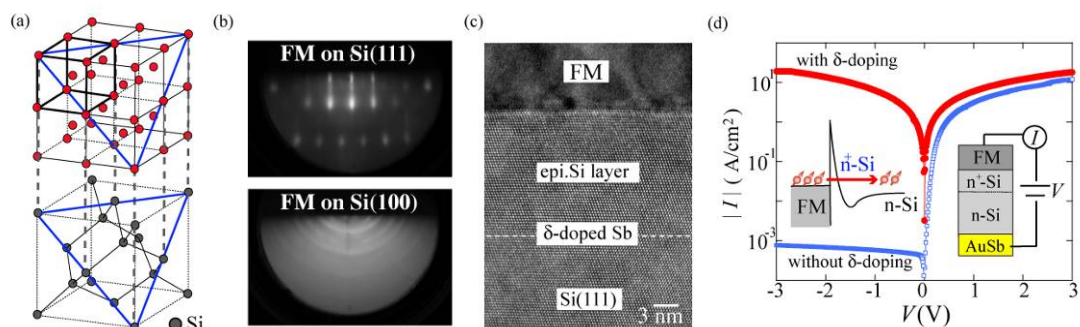 (a)
Si
(b)
FM on Si(111)
FM on Si(100)
(c)
FM
epi.Si layer
δ-doped Sb
Si(111)
3 nm
(d)
with δ-doping
without δ-doping
| I | ( A/cm² )
10¹
10⁻¹
10⁻³
-3 -2 -1 0 1 2 3
V(V)
n⁺-Si
FM
n-Si
I
FM
n⁺-Si
n-Si
AuSb
V